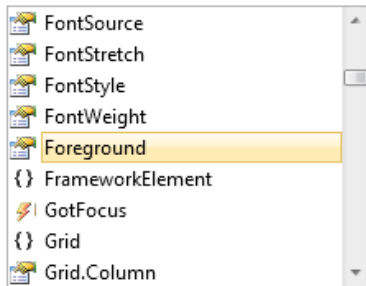 FontSource
FontStretch
FontStyle
FontWeight
Foreground
{} FrameworkElement
GotFocus
{} Grid
Grid.Column